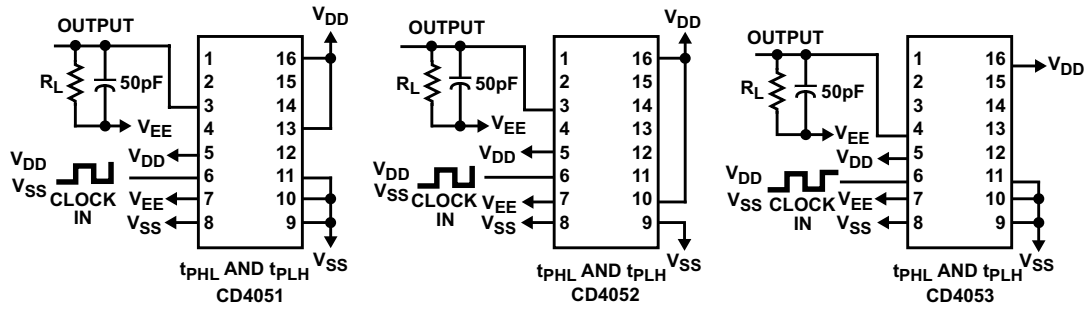 OUTPUT
RL
50pF
VEE
VDD
VDD
VSS
CLOCK
IN
VEE
VSS
1
2
3
4
5
6
7
8
16
15
14
13
12
11
10
9
VDD
VSS
tPHL AND tPLH
CD4051
OUTPUT
RL
50pF
VEE
VDD
VDD
VSS
CLOCK
IN
VEE
VSS
1
2
3
4
5
6
7
8
16
15
14
13
12
11
10
9
VDD
VSS
tPHL AND tPLH
CD4052
OUTPUT
RL
50pF
VEE
VDD
VDD
VSS
CLOCK
IN
VEE
VSS
1
2
3
4
5
6
7
8
16
15
14
13
12
11
10
9
VDD
VSS
tPHL AND tPLH
CD4053